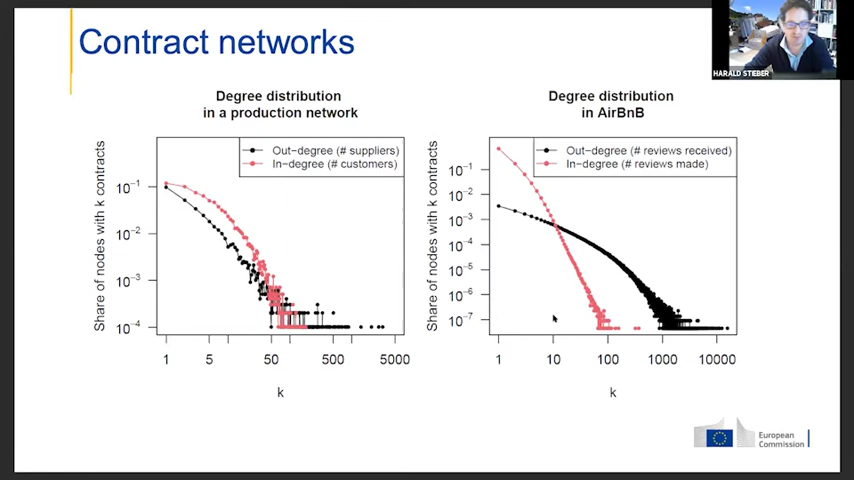 HARALD STIEBER
Contract networks
Degree distribution
in a production network
Share of nodes with k contracts
Out-degree (# suppliers)
In-degree (# customers)
10⁻¹
10⁻²
10⁻³
10⁻⁴
1 5 50 500 5000
k
Degree distribution
in AirBnB
Share of nodes with k contracts
Out-degree (# reviews received)
In-degree (# reviews made)
10⁻¹
10⁻²
10⁻³
10⁻⁴
10⁻⁵
10⁻⁶
10⁻⁷
1 10 100 1000 10000
k
European
Commission